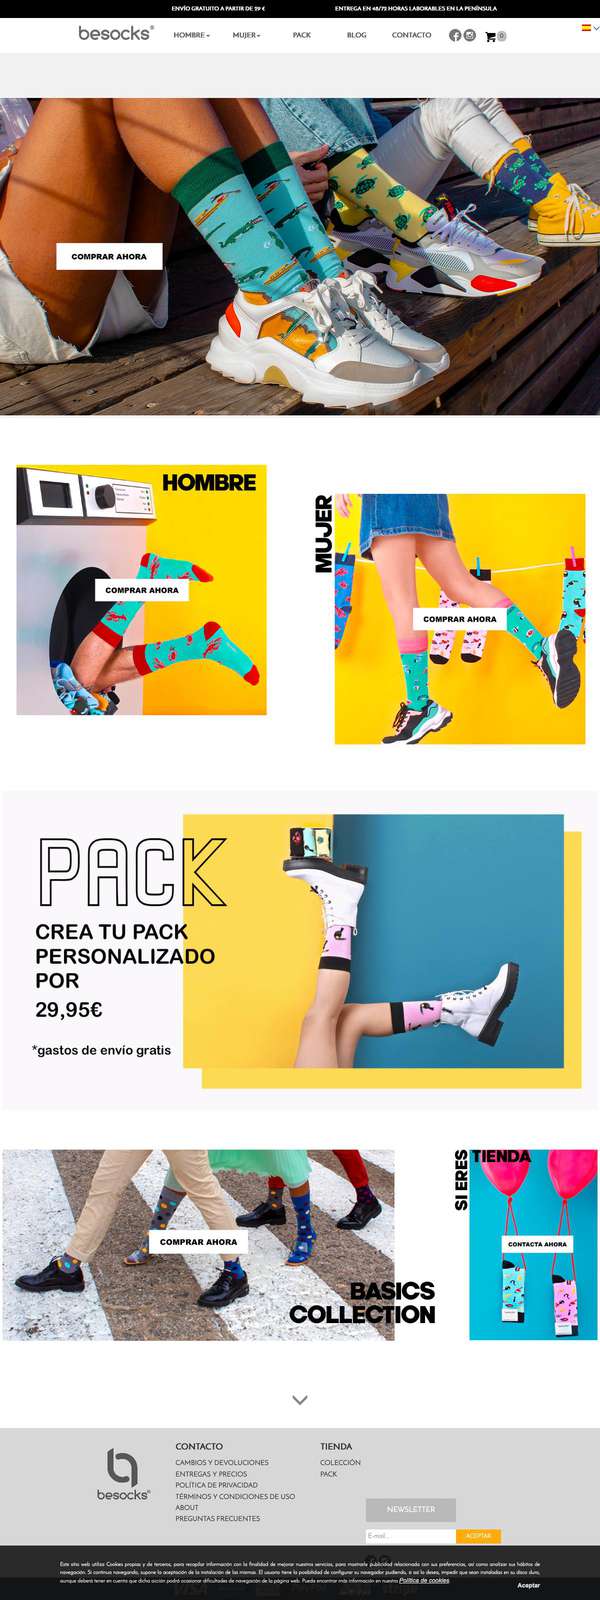 ENVÍO GRATUITO A PARTIR DE 29 €
ENTREGA EN 48/72 HORAS LABORABLES EN LA PENÍNSULA
besocks®
HOMBRE
MUJER
PACK
BLOG
CONTACTO
0
COMPRAR AHORA
HOMBRE
COMPRAR AHORA
MUJER
COMPRAR AHORA
PACK
CREA TU PACK
PERSONALIZADO
POR
29,95€
*gastos de envío gratis
COMPRAR AHORA
BASICS
COLLECTION
SI ERES TIENDA
CONTACTA AHORA
besocks®
CONTACTO
CAMBIOS Y DEVOLUCIONES
ENTREGAS Y PRECIOS
POLÍTICA DE PRIVACIDAD
TÉRMINOS Y CONDICIONES DE USO
ABOUT
PREGUNTAS FRECUENTES
TIENDA
COLECCIÓN
PACK
NEWSLETTER
E-mail...
ACEPTAR
Este sitio web utiliza Cookies propias y de terceros, para recopilar información con la finalidad de mejorar nuestros servicios, para mostrarle publicidad relacionada con sus preferencias, así como analizar sus hábitos de
navegación. Si continua navegando, supone la aceptación de la instalación de las mismas. El usuario tiene la posibilidad de configurar su navegador pudiendo, si así lo desea, impedir que sean instaladas en su disco duro,
aunque deberá tener en cuenta que dicha acción podrá ocasionar dificultades de navegación de la página web. Puede encontrar más información en nuestra Política de cookies.
Aceptar
VISA